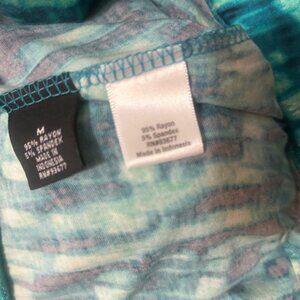 M
95% RAYON
5% SPANDEX
MADE IN
INDONESIA
RN#93677
95% Rayon
5% Spandex
Made in Indonesia
RN#93677